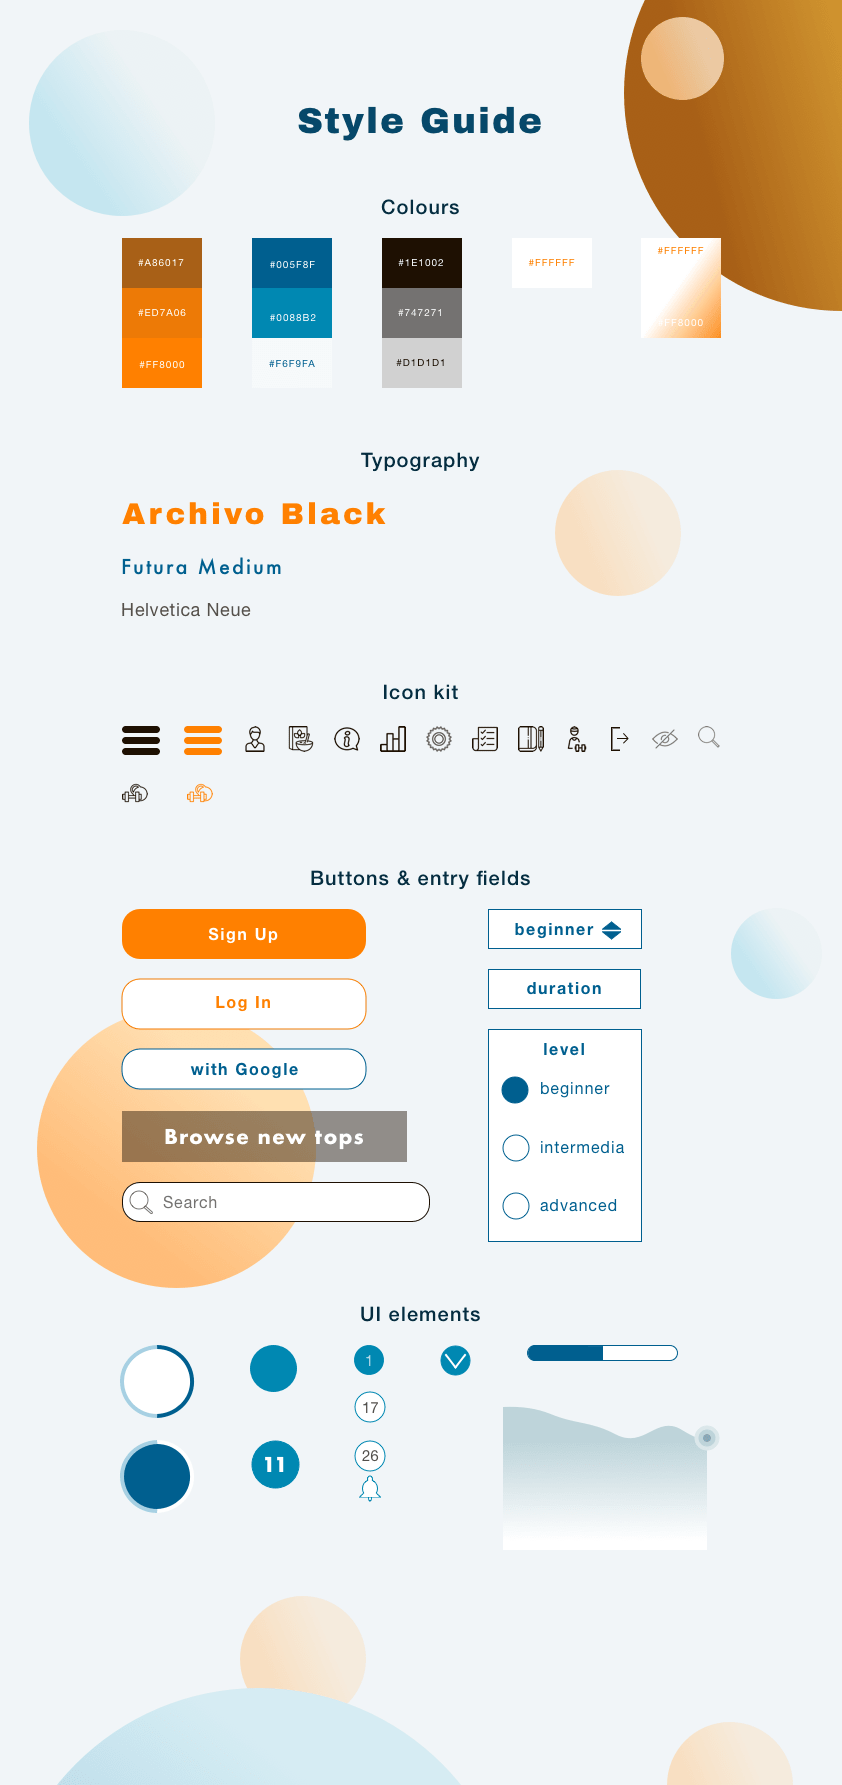 Style Guide
Colours
#A86017
#ED7A06
#FF8000
#005F8F
#0088B2
#F6F9FA
#1E1002
#747271
#D1D1D1
#FFFFFF
#FFFFFF
#FF8000
Typography
Archivo Black
Futura Medium
Helvetica Neue
Icon kit
Buttons & entry fields
Sign Up
Log In
with Google
Browse new tops
Search
beginner
duration
level
beginner
intermedia
advanced
UI elements
1
17
11
26